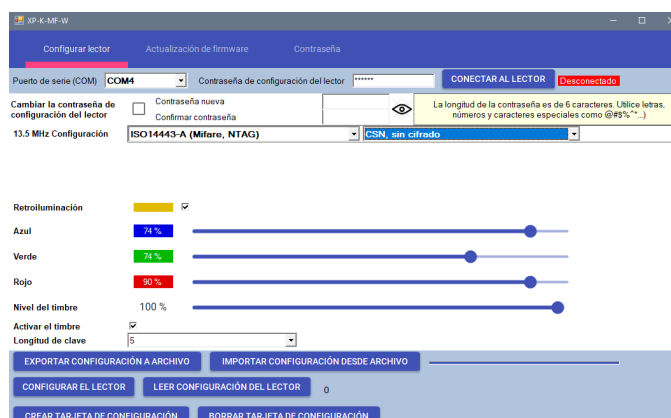 XP-K-MF-W
Configurar lector Actualización de firmware Contraseña
Puerto de serie (COM) COM4 Contraseña de configuración del lector ****** CONECTAR AL LECTOR Desconectado
Cambiar la contraseña de configuración del lector
Contraseña nueva
Confirmar contraseña
La longitud de la contraseña es de 6 caracteres. Utilice letras,
números y caracteres especiales como @#$%^*...)
13.5 MHz Configuración ISO14443-A (Mifare, NTAG) CSN, sin cifrado
Retroiluminación
Azul 74 %
Verde 74 %
Rojo 90 %
Nivel del timbre 100 %
Activar el timbre
Longitud de clave 5
EXPORTAR CONFIGURACIÓN A ARCHIVO IMPORTAR CONFIGURACIÓN DESDE ARCHIVO
CONFIGURAR EL LECTOR LEER CONFIGURACIÓN DEL LECTOR 0
CREAR TARJETA DE CONFIGURACIÓN BORRAR TARJETA DE CONFIGURACIÓN